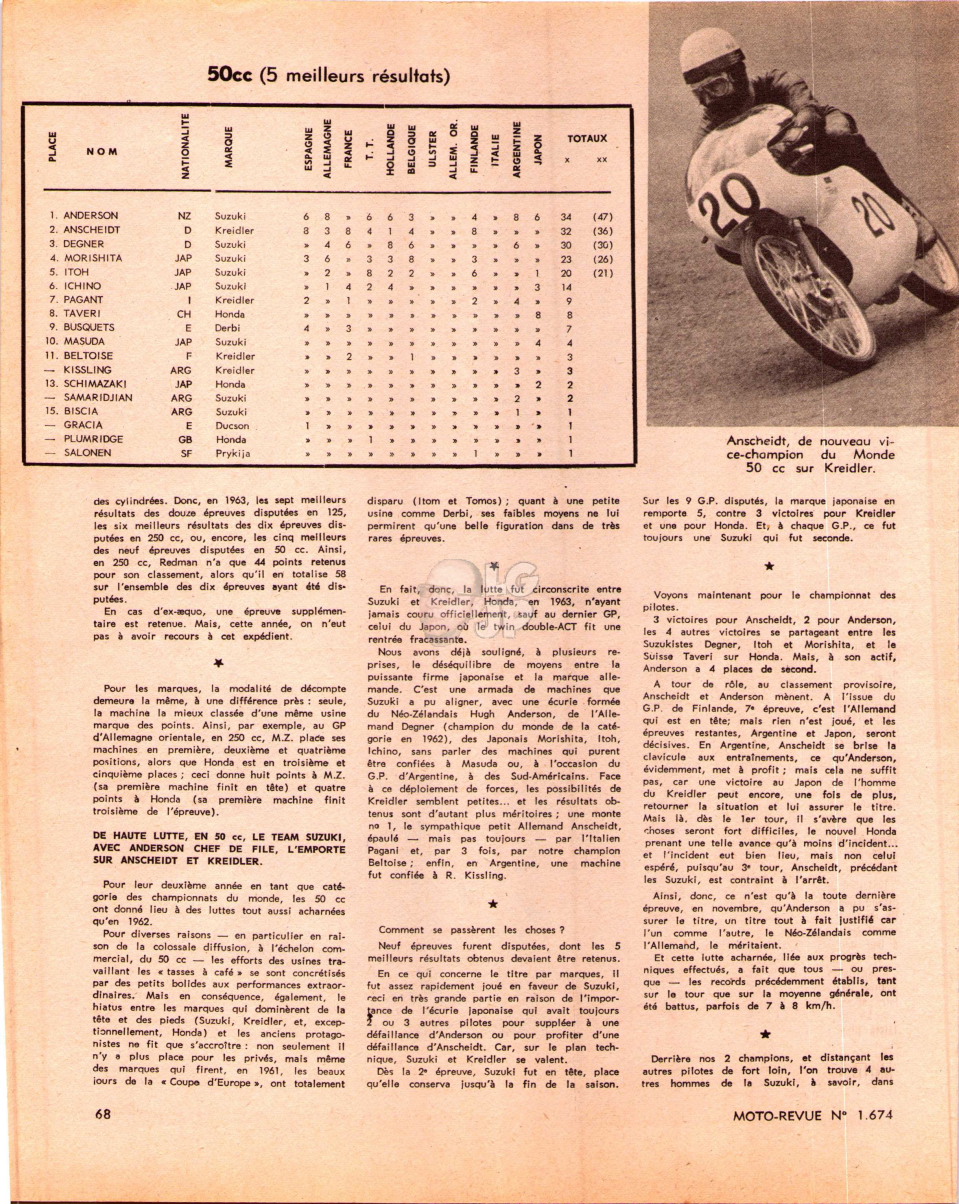 50cc (5 meilleurs résultats)
PLACE NOM NATIONALITE MARQUE ESPAGNE ALLEMAGNE FRANCE T. T. HOLLANDE BELGIQUE ULSTER ALLEM. OR. FINLANDE ITALIE ARGENTINE JAPON TOTAUX
x xx
1. ANDERSON NZ Suzuki 6 8 » 6 6 3 » » 4 » 8 6 34 (47)
2. ANSCHEIDT D Kreidler 8 3 8 4 1 4 » » 8 » » » 32 (36)
3. DEGNER D Suzuki » 4 6 » 8 6 » » » » 6 » 30 (30)
4. MORISHITA JAP Suzuki 3 6 » 3 3 8 » » 3 » » » 23 (26)
5. ITOH JAP Suzuki » 2 » 8 2 2 » » 6 » » 1 20 (21)
6. ICHINO JAP Suzuki » 1 4 2 4 » » » » » » 3 14
7. PAGANT I Kreidler 2 » 1 » » » » » 2 » 4 » 9
8. TAVERI CH Honda » » » » » » » » » » » 8 8
9. BUSQUETS E Derbi 4 » 3 » » » » » » » » » 7
10. MASUDA JAP Suzuki » » » » » » » » » » » 4 4
11. BELTOISE F Kreidler » » 2 » » 1 » » » » » » 3
— KISSLING ARG Kreidler » » » » » » » » » » 3 » 3
13. SCHIMAZAKI JAP Honda » » » » » » » » » » » 2 2
— SAMARIDJIAN ARG Suzuki » » » » » » » » » » 2 » 2
15. BISCIA ARG Suzuki » » » » » » » » » » 1 » 1
— GRACIA E Ducson 1 » » » » » » » » » » » 1
— PLUMRIDGE GB Honda » » » 1 » » » » » » » » 1
— SALONEN SF Prykija » » » » » » » » 1 » » » 1
20
20
Anscheidt, de nouveau vi-
ce-champion du Monde
50 cc sur Kreidler.
des cylindrées. Donc, en 1963, les sept meilleurs
résultats des douze épreuves disputées en 125,
les six meilleurs résultats des dix épreuves dis-
putées en 250 cc, ou, encore, les cinq meilleurs
des neuf épreuves disputées en 50 cc. Ainsi,
en 250 cc, Redman n'a que 44 points retenus
pour son classement, alors qu'il en totalise 58
sur l'ensemble des dix épreuves ayant été dis-
putées.
En cas d'ex-æquo, une épreuve supplémen-
taire est retenue. Mais, cette année, on n'eut
pas à avoir recours à cet expédient.
★
Pour les marques, la modalité de décompte
demeure la même, à une différence près : seule,
la machine la mieux classée d'une même usine
marque des points. Ainsi, par exemple, au GP
d'Allemagne orientale, en 250 cc, M.Z. place ses
machines en première, deuxième et quatrième
positions, alors que Honda est en troisième et
cinquième places ; ceci donne huit points à M.Z.
(sa première machine finit en tête) et quatre
points à Honda (sa première machine finit
troisième de l'épreuve).
DE HAUTE LUTTE, EN 50 cc, LE TEAM SUZUKI,
AVEC ANDERSON CHEF DE FILE, L'EMPORTE
SUR ANSCHEIDT ET KREIDLER.
Pour leur deuxième année en tant que caté-
gorie des championnats du monde, les 50 cc
ont donné lieu à des luttes tout aussi acharnées
qu'en 1962.
Pour diverses raisons — en particulier en rai-
son de la colossale diffusion, à l'échelon com-
mercial, du 50 cc — les efforts des usines tra-
vaillant les « tasses à café » se sont concrétisés
par des petits bolides aux performances extraor-
dinaires. Mais en conséquence, également, le
hiatus entre les marques qui dominèrent de la
tête et des pieds (Suzuki, Kreidler, et, excep-
tionnellement, Honda) et les anciens protago-
nistes ne fit que s'accroître : non seulement il
n'y a plus place pour les privés, mais même
des marques qui firent, en 1961, les beaux
jours de la « Coupe d'Europe », ont totalement
disparu (Itom et Tomos) ; quant à une petite
usine comme Derbi, ses faibles moyens ne lui
permirent qu'une belle figuration dans de très
rares épreuves.
★
En fait, donc, la lutte fut circonscrite entre
Suzuki et Kreidler, Honda, en 1963, n'ayant
jamais couru officiellement, sauf au dernier GP,
celui du Japon, où le twin double-ACT fit une
rentrée fracassante.
Nous avons déjà souligné, à plusieurs re-
prises, le déséquilibre de moyens entre la
puissante firme japonaise et la marque alle-
mande. C'est une armada de machines que
Suzuki a pu aligner, avec une écurie formée
du Néo-Zélandais Hugh Anderson, de l'Alle-
mand Degner (champion du monde de la caté-
gorie en 1962), des Japonais Morishita, Itoh,
Ichino, sans parler des machines qui purent
être confiées à Masuda ou, à l'occasion du
G.P. d'Argentine, à des Sud-Américains. Face
à ce déploiement de forces, les possibilités de
Kreidler semblent petites... et les résultats ob-
tenus sont d'autant plus méritoires ; une monte
no 1, le sympathique petit Allemand Anscheidt,
épaulé — mais pas toujours — par l'Italien
Pagani et, par 3 fois, par notre champion
Beltoise ; enfin, en Argentine, une machine
fut confiée à R. Kissling.
★
Comment se passèrent les choses ?
Neuf épreuves furent disputées, dont les 5
meilleurs résultats obtenus devaient être retenus.
En ce qui concerne le titre par marques, il
fut assez rapidement joué en faveur de Suzuki,
ceci en très grande partie en raison de l'impor-
tance de l'écurie japonaise qui avait toujours
2 ou 3 autres pilotes pour suppléer à une
défaillance d'Anderson ou pour profiter d'une
défaillance d'Anscheidt. Car, sur le plan tech-
nique, Suzuki et Kreidler se valent.
Dès la 2e épreuve, Suzuki fut en tête, place
qu'elle conserva jusqu'à la fin de la saison.
Sur les 9 G.P. disputés, la marque japonaise en
remporte 5, contre 3 victoires pour Kreidler
et une pour Honda. Et, à chaque G.P., ce fut
toujours une Suzuki qui fut seconde.
★
Voyons maintenant pour le championnat des
pilotes.
3 victoires pour Anscheidt, 2 pour Anderson,
les 4 autres victoires se partageant entre les
Suzukistes Degner, Itoh et Morishita, et le
Suisse Taveri sur Honda. Mais, à son actif,
Anderson a 4 places de second.
A tour de rôle, au classement provisoire,
Anscheidt et Anderson mènent. A l'issue du
G.P. de Finlande, 7e épreuve, c'est l'Allemand
qui est en tête; mais rien n'est joué, et les
épreuves restantes, Argentine et Japon, seront
décisives. En Argentine, Anscheidt se brise la
clavicule aux entraînements, ce qu'Anderson,
évidemment, met à profit ; mais cela ne suffit
pas, car une victoire au Japon de l'homme
du Kreidler peut encore, une fois de plus,
retourner la situation et lui assurer le titre.
Mais là, dès le 1er tour, il s'avère que les
choses seront fort difficiles, le nouvel Honda
prenant une telle avance qu'à moins d'incident...
et l'incident eut bien lieu, mais non celui
espéré, puisqu'au 3e tour, Anscheidt, précédant
les Suzuki, est contraint à l'arrêt.
Ainsi, donc, ce n'est qu'à la toute dernière
épreuve, en novembre, qu'Anderson a pu s'as-
surer le titre, un titre tout à fait justifié car
l'un comme l'autre, le Néo-Zélandais comme
l'Allemand, le méritaient.
Et cette lutte acharnée, liée aux progrès tech-
niques effectués, a fait que tous — ou pres-
que — les records précédemment établis, tant
sur le tour que sur la moyenne générale, ont
été battus, parfois de 7 à 8 km/h.
★
Derrière nos 2 champions, et distançant les
autres pilotes de fort loin, l'on trouve 4 au-
tres hommes de la Suzuki, à savoir, dans
68
MOTO-REVUE N° 1.674